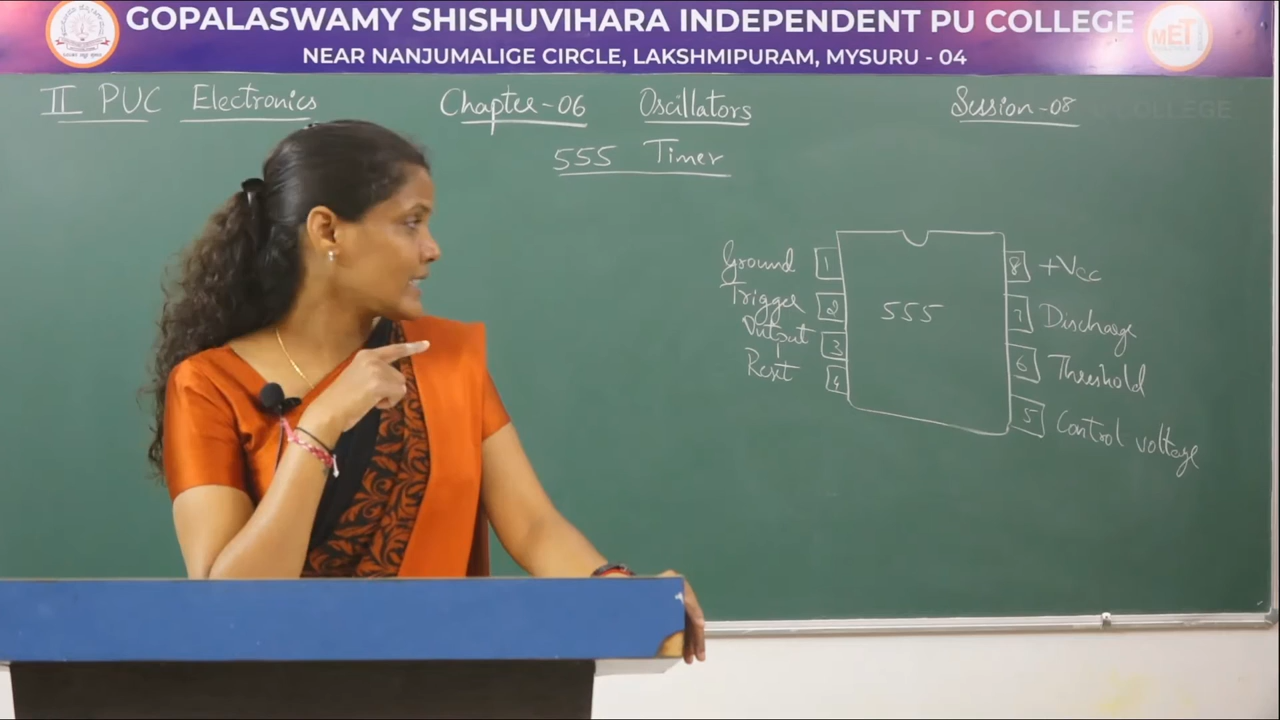 GOPALASWAMY SHISHUVIHARA INDEPENDENT PU COLLEGE
NEAR NANJUMALIGE CIRCLE, LAKSHMIPURAM, MYSURU - 04
MET
II PUC Electronics Chapter-06 Oscillators Session-08
COLLEGE
555 Timer
Ground 1 8 +Vcc
Trigger 2 555 7 Discharge
Output 3 6 Threshold
Reset 4 5 Control voltage